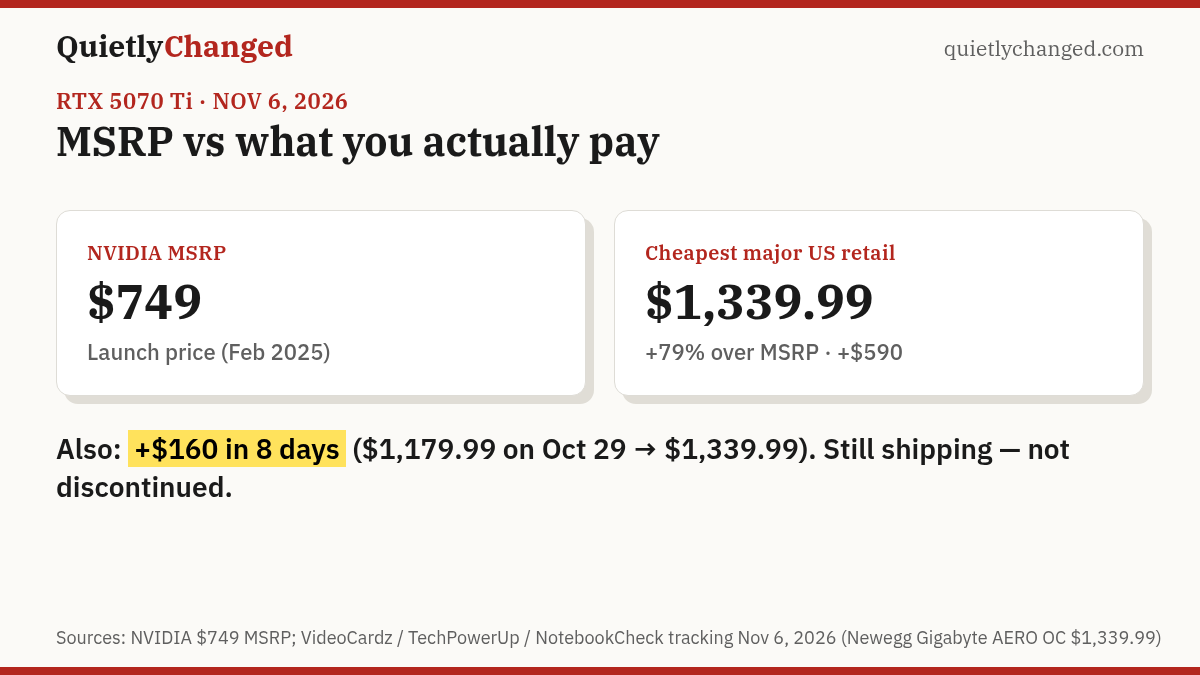 QuietlyChanged
quietlychanged.com
RTX 5070 Ti · NOV 6, 2026
MSRP vs what you actually pay
NVIDIA MSRP
$749
Launch price (Feb 2025)
Cheapest major US retail
$1,339.99
+79% over MSRP · +$590
Also: +$160 in 8 days ($1,179.99 on Oct 29 → $1,339.99). Still shipping — not
discontinued.
Sources: NVIDIA $749 MSRP; VideoCardz / TechPowerUp / NotebookCheck tracking Nov 6, 2026 (Newegg Gigabyte AERO OC $1,339.99)